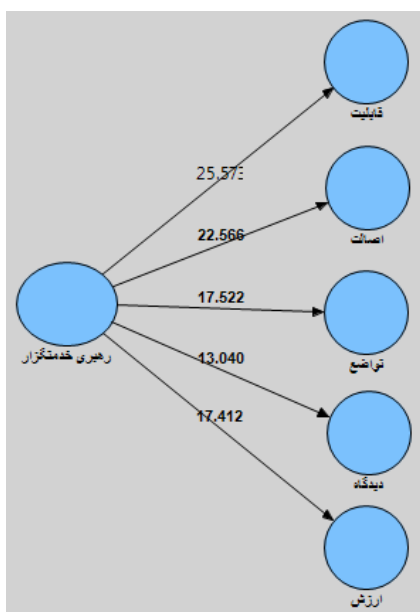 قابلیت
25.573
اصالت
22.566
17.522
رهبری خدمتگزار
تواضع
13.040
دیدگاه
17.412
ارزش